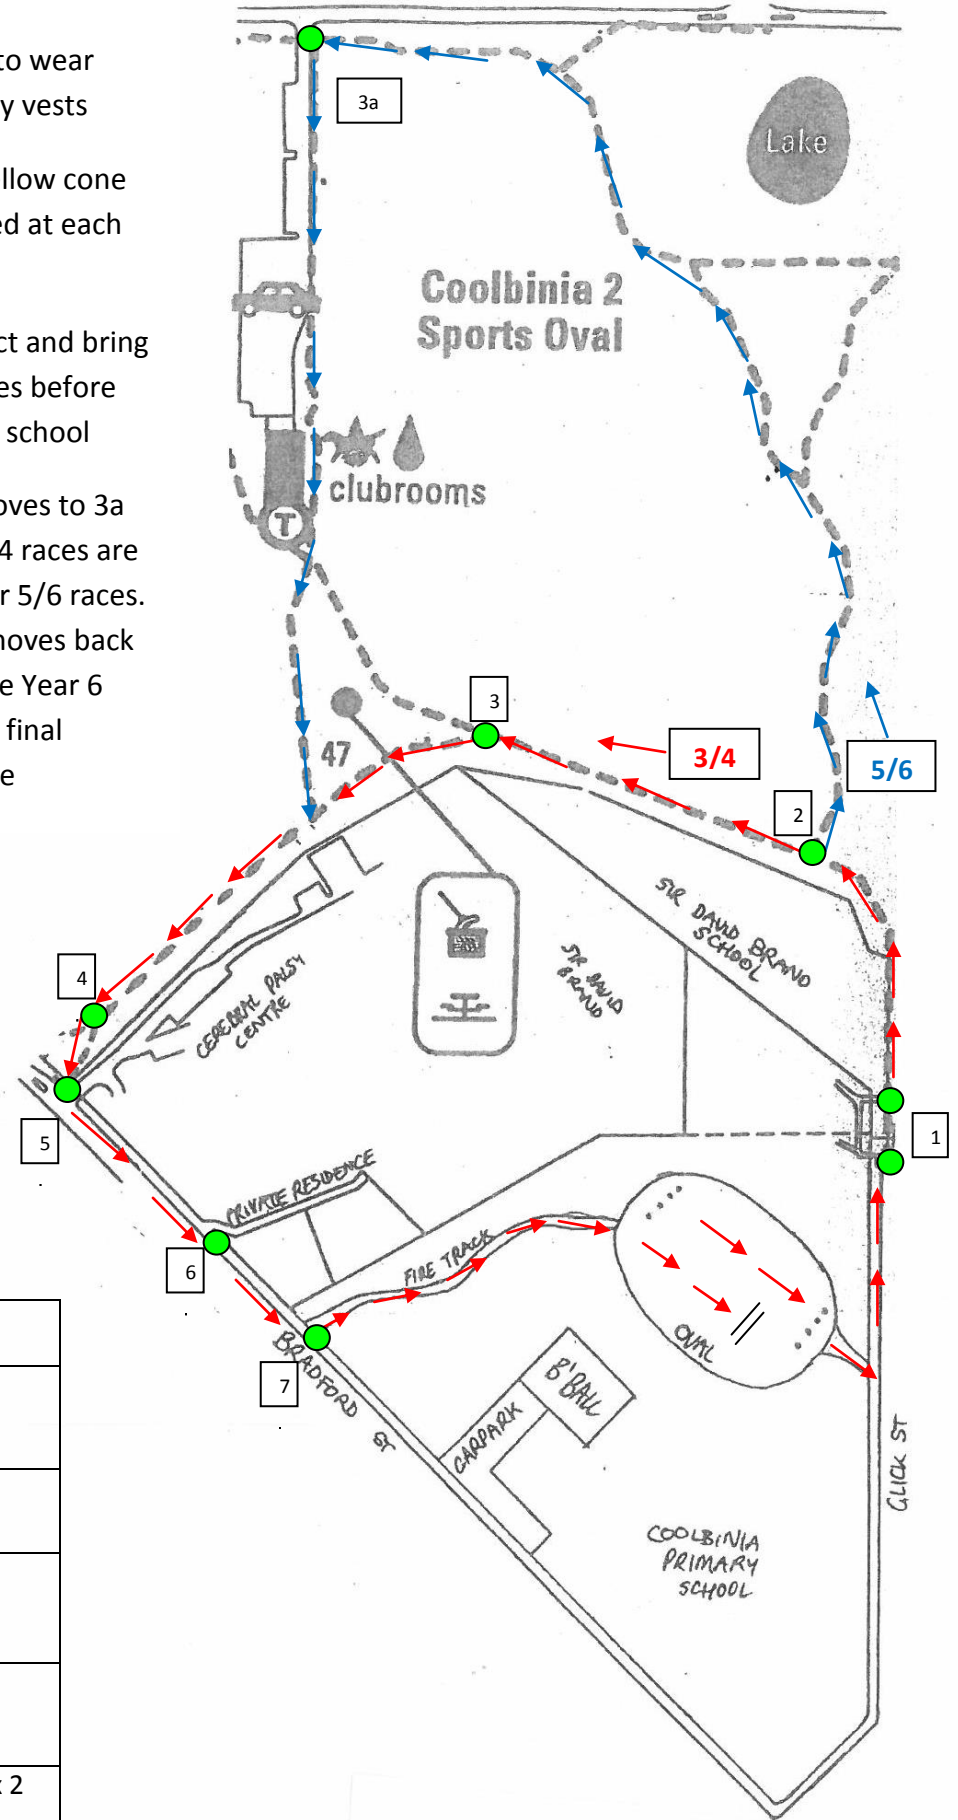 to wear
y vests
llow cone
ed at each
ct and bring
es before
school
oves to 3a
4 races are
r 5/6 races.
noves back
e Year 6
final
e
3a
Lake
Coolbinia 2
Sports Oval
clubrooms
T
47
3
3/4
5/6
2
SIR DAVID BRAND
SCHOOL
SIR DAVID
BRAND
4
CEREBRAL PALSY
CENTRE
5
1
PRIVATE RESIDENCE
6
FIRE TRACK
OVAL
7
BRADFORD ST
B'BALL
CARPARK
GLICK ST
COOLBINIA
PRIMARY
SCHOOL
x 2